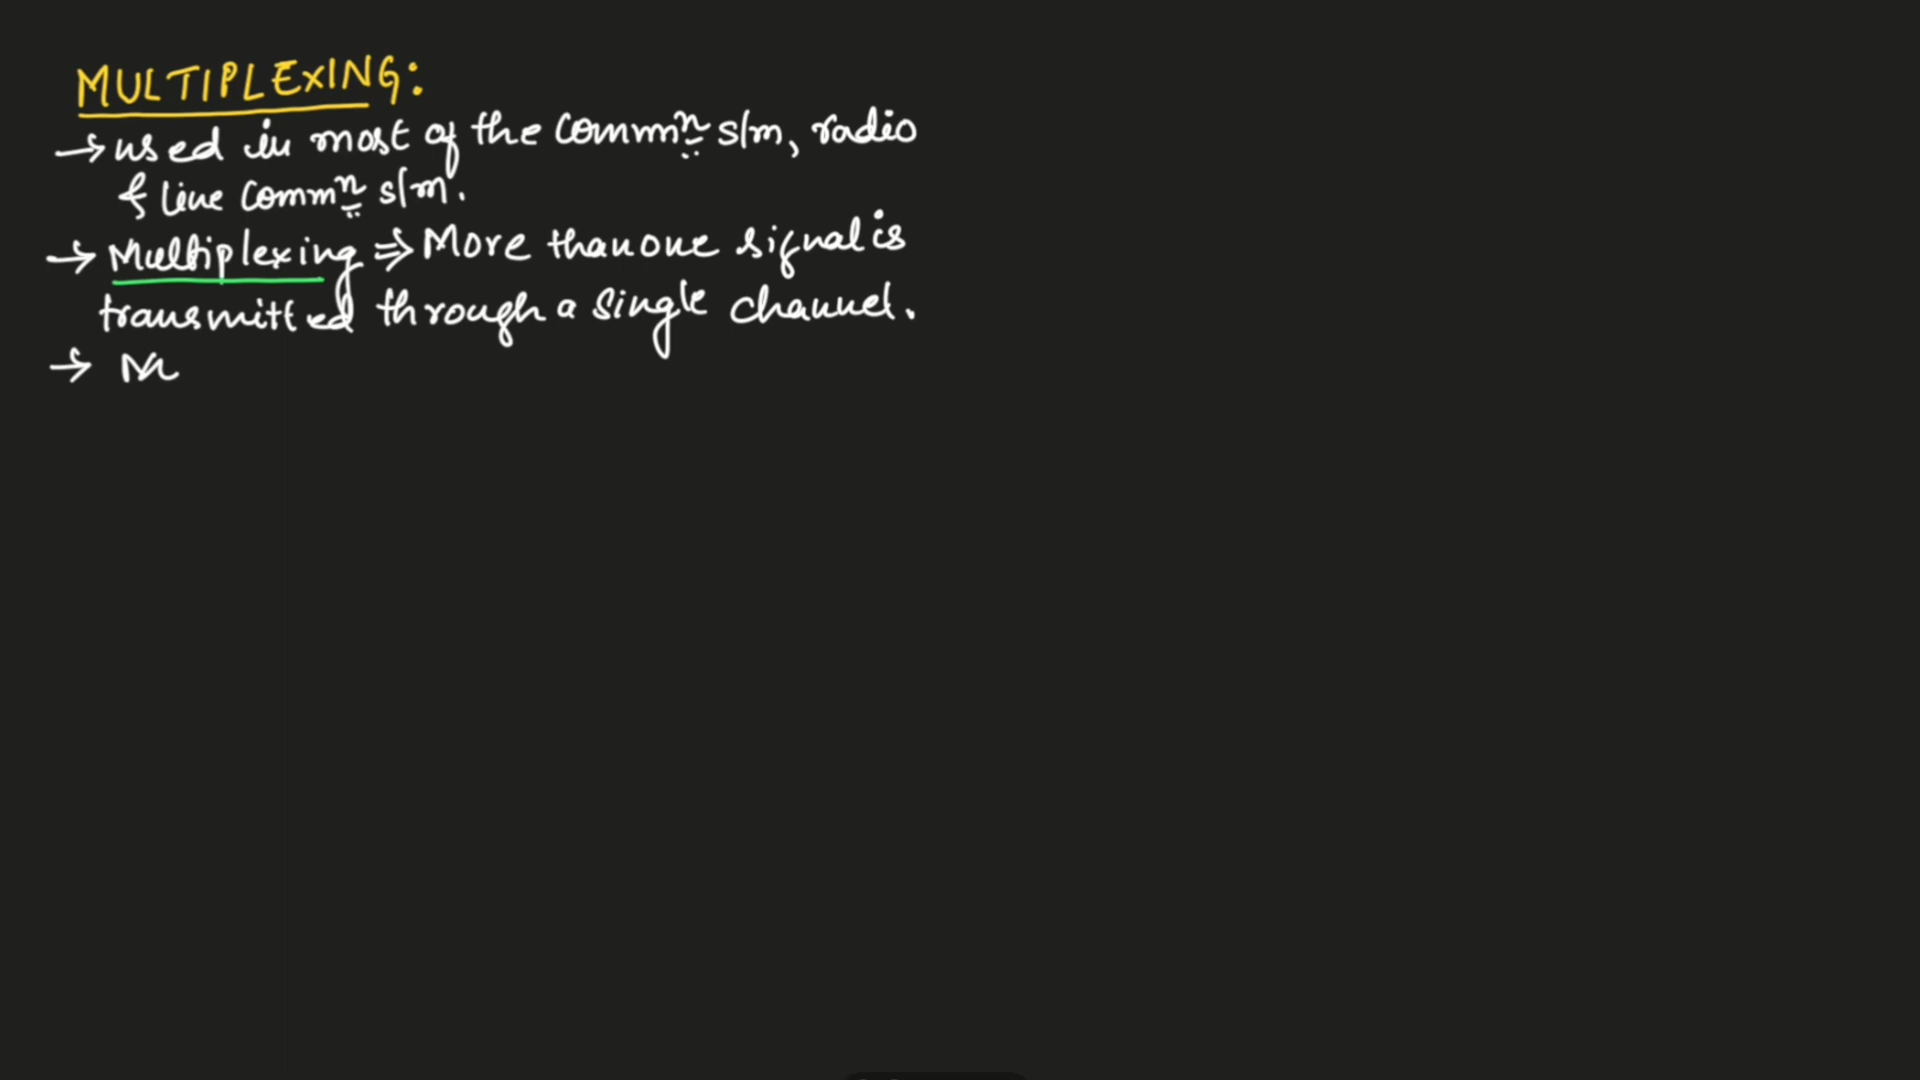 MULTIPLEXING:
→ used in most of the Commn s/m, radio
& line Commn s/m.
→ Multiplexing ⇒ More than one signal is
transmitted through a single channel.
→